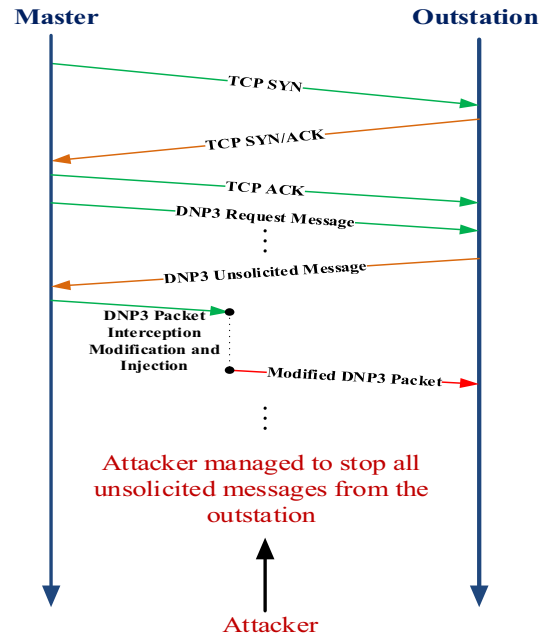 Master
Outstation
TCP SYN
TCP SYN/ACK
TCP ACK
DNP3 Request Message
DNP3 Unsolicited Message
DNP3 Packet
Interception
Modification and
Injection
Modified DNP3 Packet
Attacker managed to stop all
unsolicited messages from the
outstation
Attacker